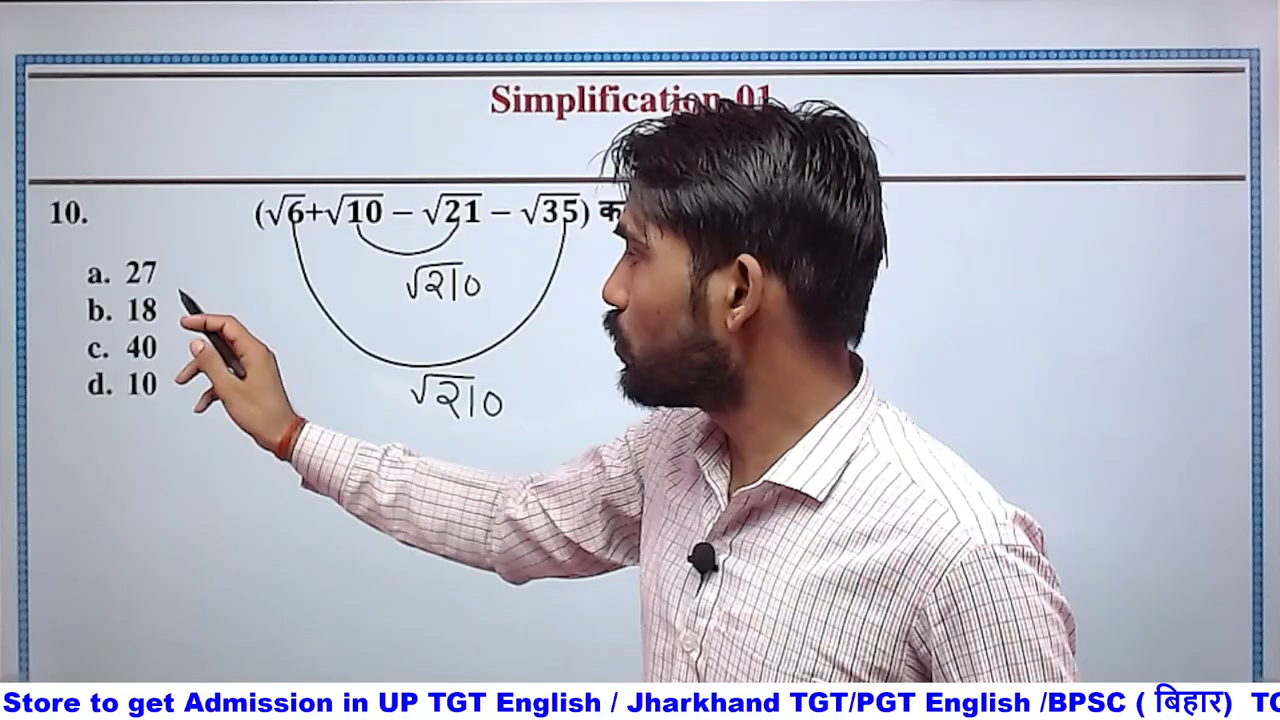 Simplification-01
10. (√6+√10 − √21 − √35)
a. 27
b. 18
c. 40
d. 10
√210
√210
Store to get Admission in UP TGT English / Jharkhand TGT/PGT English /BPSC ( बिहार)